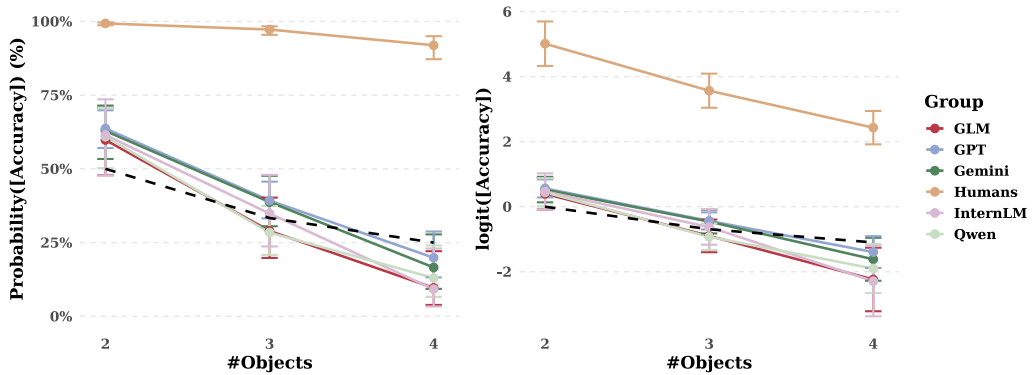 Probability([Accuracy]) (%)
100%
75%
50%
25%
0%
2
3
4
#Objects
logit([Accuracy])
6
4
2
0
-2
2
3
4
#Objects
Group
GLM
GPT
Gemini
Humans
InternLM
Qwen